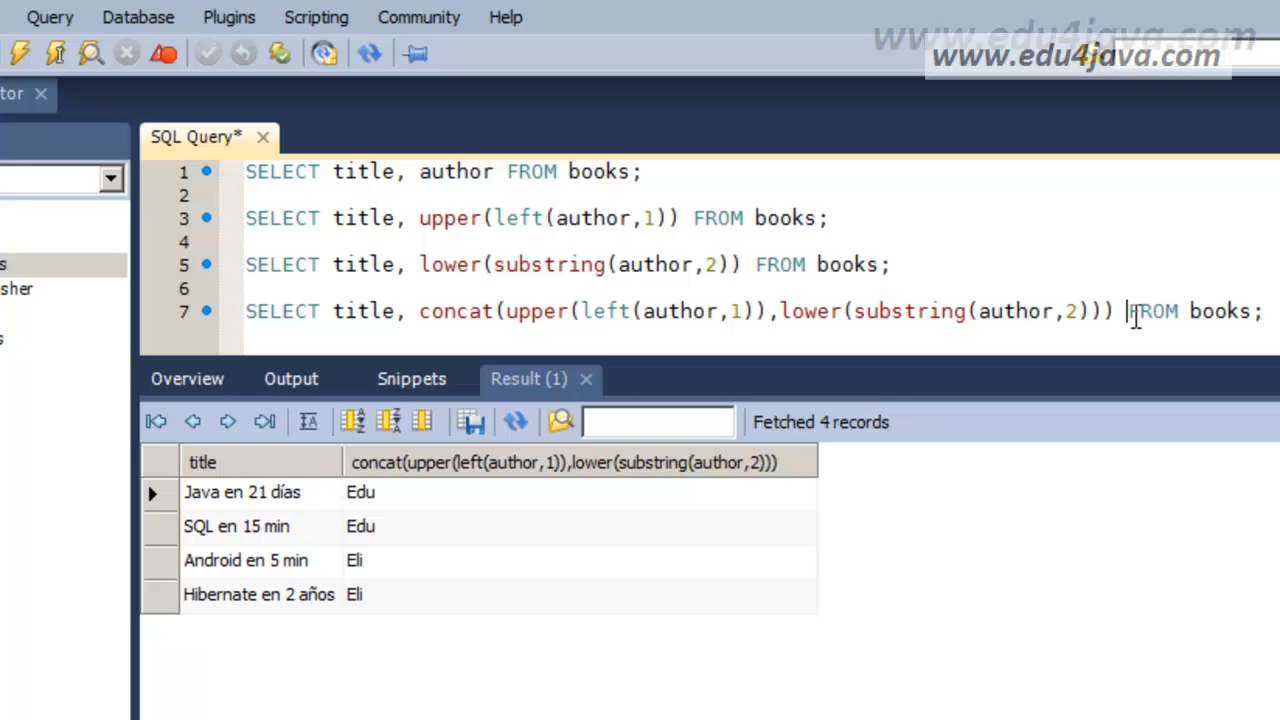 Query Database Plugins Scripting Community Help
www.edu4java.com
www.edu4java.com
tor
SQL Query*
1 SELECT title, author FROM books;
2
3 SELECT title, upper(left(author,1)) FROM books;
4
5 SELECT title, lower(substring(author,2)) FROM books;
6
7 SELECT title, concat(upper(left(author,1)),lower(substring(author,2))) FROM books;
s
sher
s
Overview Output Snippets Result (1)
Fetched 4 records
title concat(upper(left(author,1)),lower(substring(author,2)))
Java en 21 días Edu
SQL en 15 min Edu
Android en 5 min Eli
Hibernate en 2 años Eli